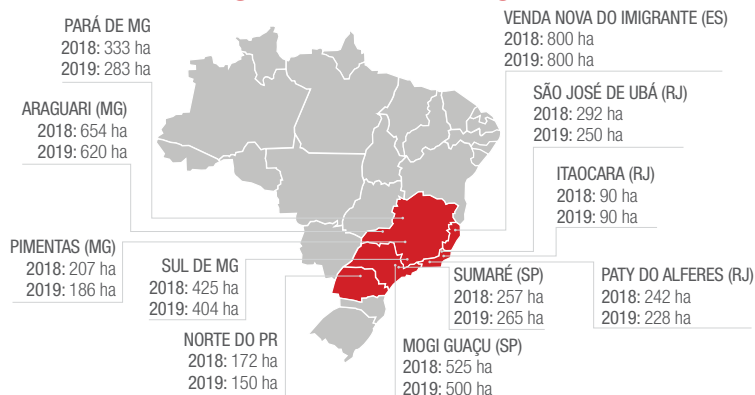 PARÁ DE MG
2018: 333 ha
2019: 283 ha
VENDA NOVA DO IMIGRANTE (ES)
2018: 800 ha
2019: 800 ha
ARAGUARI (MG)
2018: 654 ha
2019: 620 ha
SÃO JOSÉ DE UBÁ (RJ)
2018: 292 ha
2019: 250 ha
ITAOCARA (RJ)
2018: 90 ha
2019: 90 ha
PIMENTAS (MG)
2018: 207 ha
2019: 186 ha
SUL DE MG
2018: 425 ha
2019: 404 ha
SUMARÉ (SP)
2018: 257 ha
2019: 265 ha
PATY DO ALFERES (RJ)
2018: 242 ha
2019: 228 ha
NORTE DO PR
2018: 172 ha
2019: 150 ha
MOGI GUAÇU (SP)
2018: 525 ha
2019: 500 ha